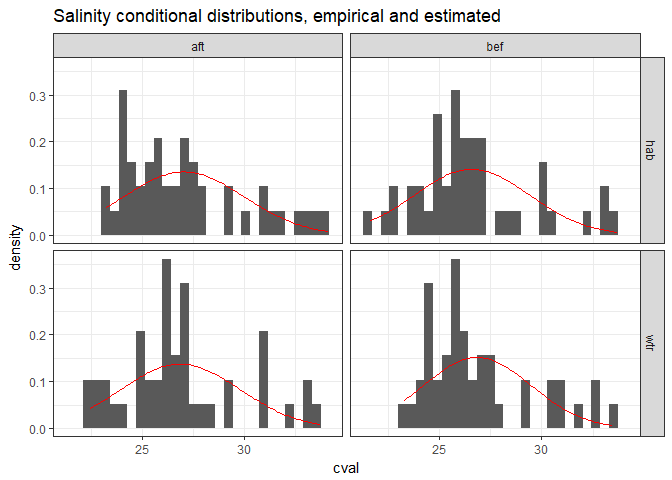 Salinity conditional distributions, empirical and estimated
aft
bef
0.3
0.2
0.1
0.0
hab
0.3
0.2
0.1
0.0
wtr
density
25
30
25
30
cval